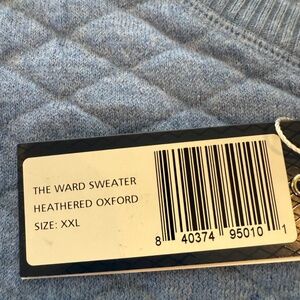 THE WARD SWEATER
HEATHERED OXFORD
SIZE: XXL
8 40374 95010 1